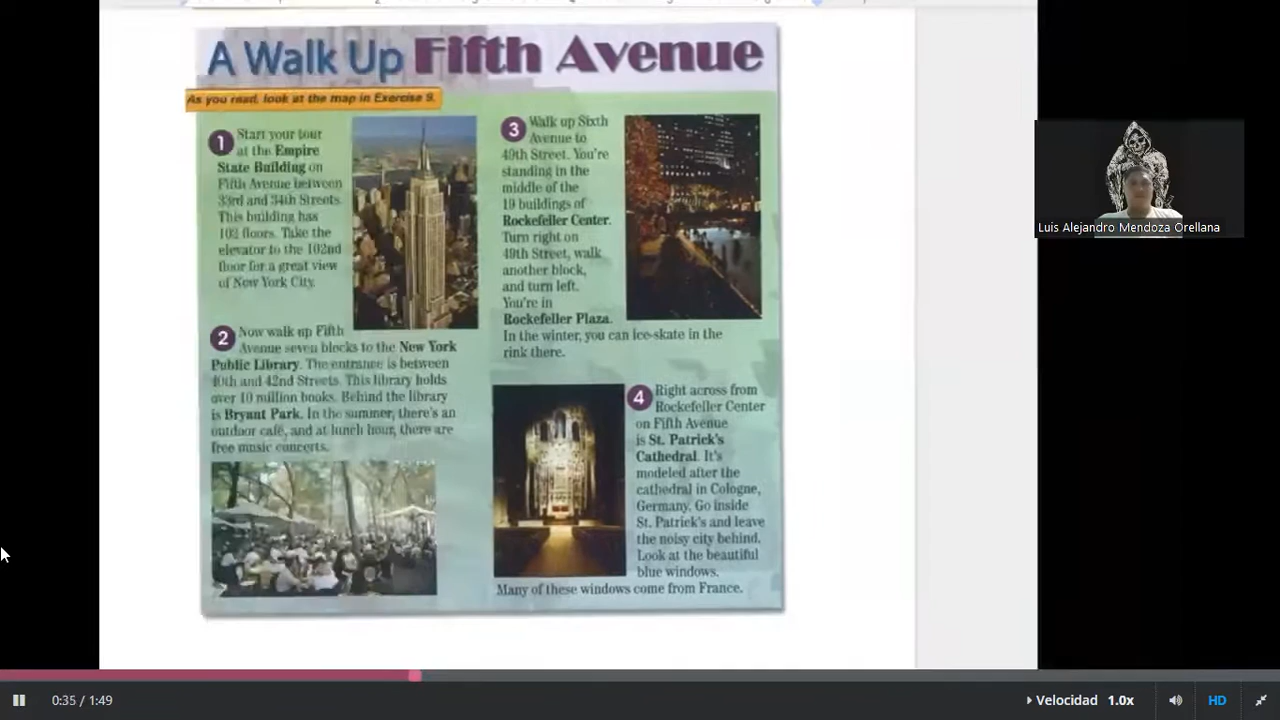 A Walk Up Fifth Avenue
As you read, look at the map in Exercise 9.
1 Start your tour
at the Empire
State Building on
Fifth Avenue between
33rd and 34th Streets.
This building has
102 floors. Take the
elevator to the 102nd
floor for a great view
of New York City.
2 Now walk up Fifth
Avenue seven blocks to the New York
Public Library. The entrance is between
40th and 42nd Streets. This library holds
over 10 million books. Behind the library
is Bryant Park. In the summer, there's an
outdoor café, and at lunch hour, there are
free music concerts.
3 Walk up Sixth
Avenue to
49th Street. You're
standing in the
middle of the
19 buildings of
Rockefeller Center.
Turn right on
49th Street, walk
another block,
and turn left.
You're in
Rockefeller Plaza.
In the winter, you can ice-skate in the
rink there.
4 Right across from
Rockefeller Center
on Fifth Avenue
is St. Patrick's
Cathedral. It's
modeled after the
cathedral in Cologne,
Germany. Go inside
St. Patrick's and leave
the noisy city behind.
Look at the beautiful
blue windows.
Many of these windows come from France.
Luis Alejandro Mendoza Orellana
0:35 / 1:49
Velocidad 1.0x
HD